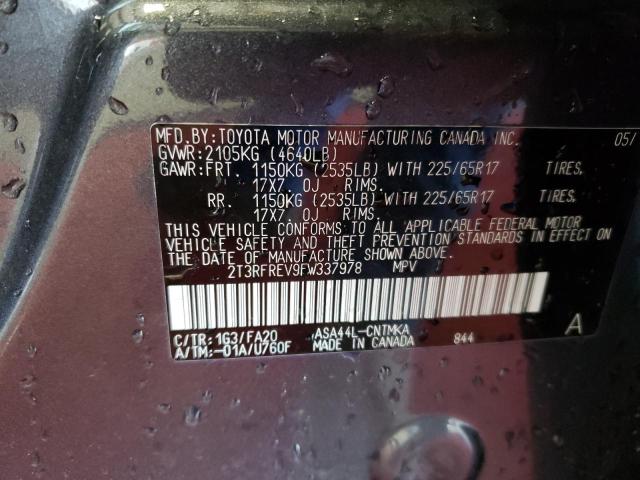 MFD.BY:TOYOTA MOTOR MANUFACTURING CANADA INC. 05/
GVWR:2105KG (4640LB)
GAWR:FRT. 1150KG (2535LB) WITH 225/65R17 TIRES.
17X7 0J RIMS.
RR. 1150KG (2535LB) WITH 225/65R17 TIRES.
17X7 0J RIMS.
THIS VEHICLE CONFORMS TO ALL APPLICABLE FEDERAL MOTOR
VEHICLE SAFETY AND THEFT PREVENTION STANDARDS IN EFFECT ON
THE DATE OF MANUFACTURE SHOWN ABOVE.
2T3RFREV9FW337978 MPV
C/TR:1G3/FA20 ASA44L-CNTMKA 844 A
A/TM:-01A/U760F MADE IN CANADA